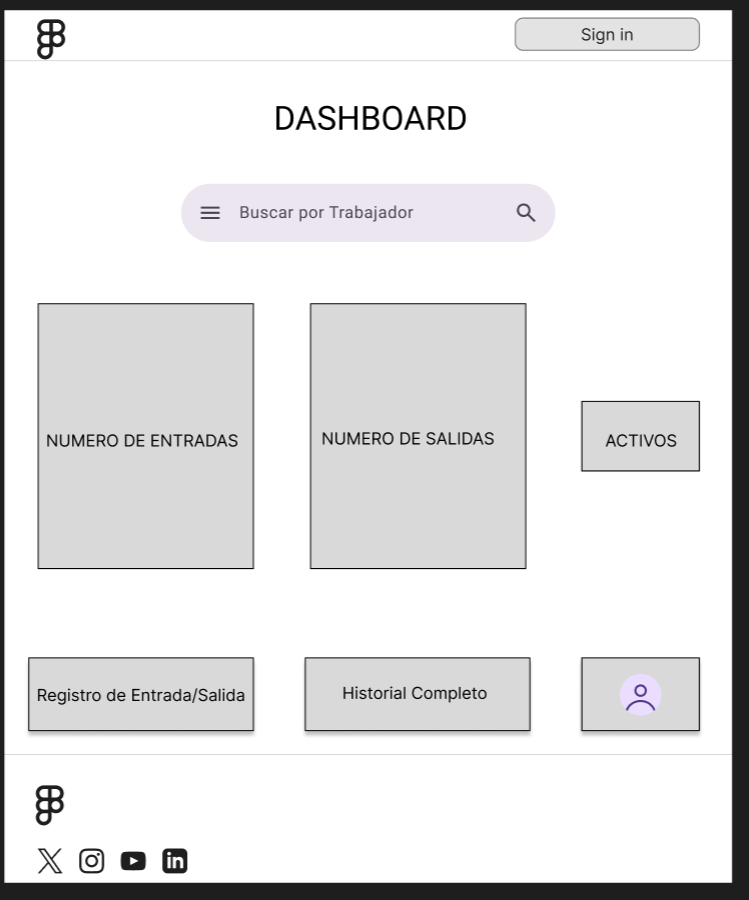 Sign in
DASHBOARD
Buscar por Trabajador
NUMERO DE ENTRADAS
NUMERO DE SALIDAS
ACTIVOS
Registro de Entrada/Salida
Historial Completo